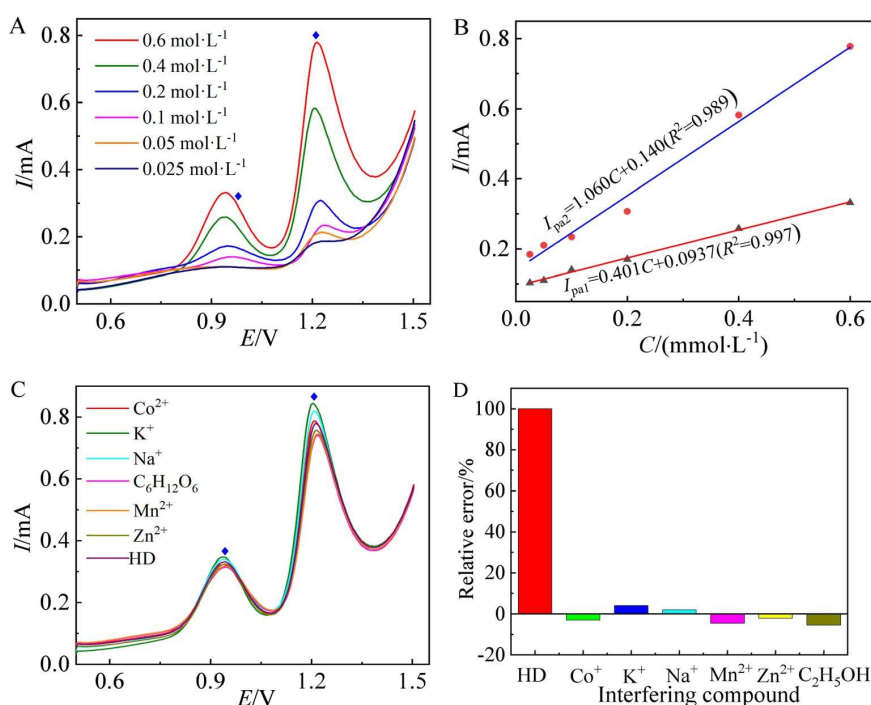 A
0.6 mol·L⁻¹
0.4 mol·L⁻¹
0.2 mol·L⁻¹
0.1 mol·L⁻¹
0.05 mol·L⁻¹
0.025 mol·L⁻¹
I/mA
0.0
0.2
0.4
0.6
0.8
1.0
0.6
0.9
1.2
1.5
E/V
B
I/mA
0.8
0.6
0.4
0.2
Ipa2=1.060C+0.140(R²=0.989)
Ipa1=0.401C+0.0937(R²=0.997)
0.0
0.2
0.4
0.6
C/(mmol·L⁻¹)
C
Co²⁺
K⁺
Na⁺
C₆H₁₂O₆
Mn²⁺
Zn²⁺
HD
I/mA
0.0
0.2
0.4
0.6
0.8
1.0
0.6
0.9
1.2
1.5
E/V
D
Relative error/%
100
80
60
40
20
0
-20
HD Co⁺ K⁺ Na⁺ Mn²⁺ Zn²⁺ C₂H₅OH
Interfering compound